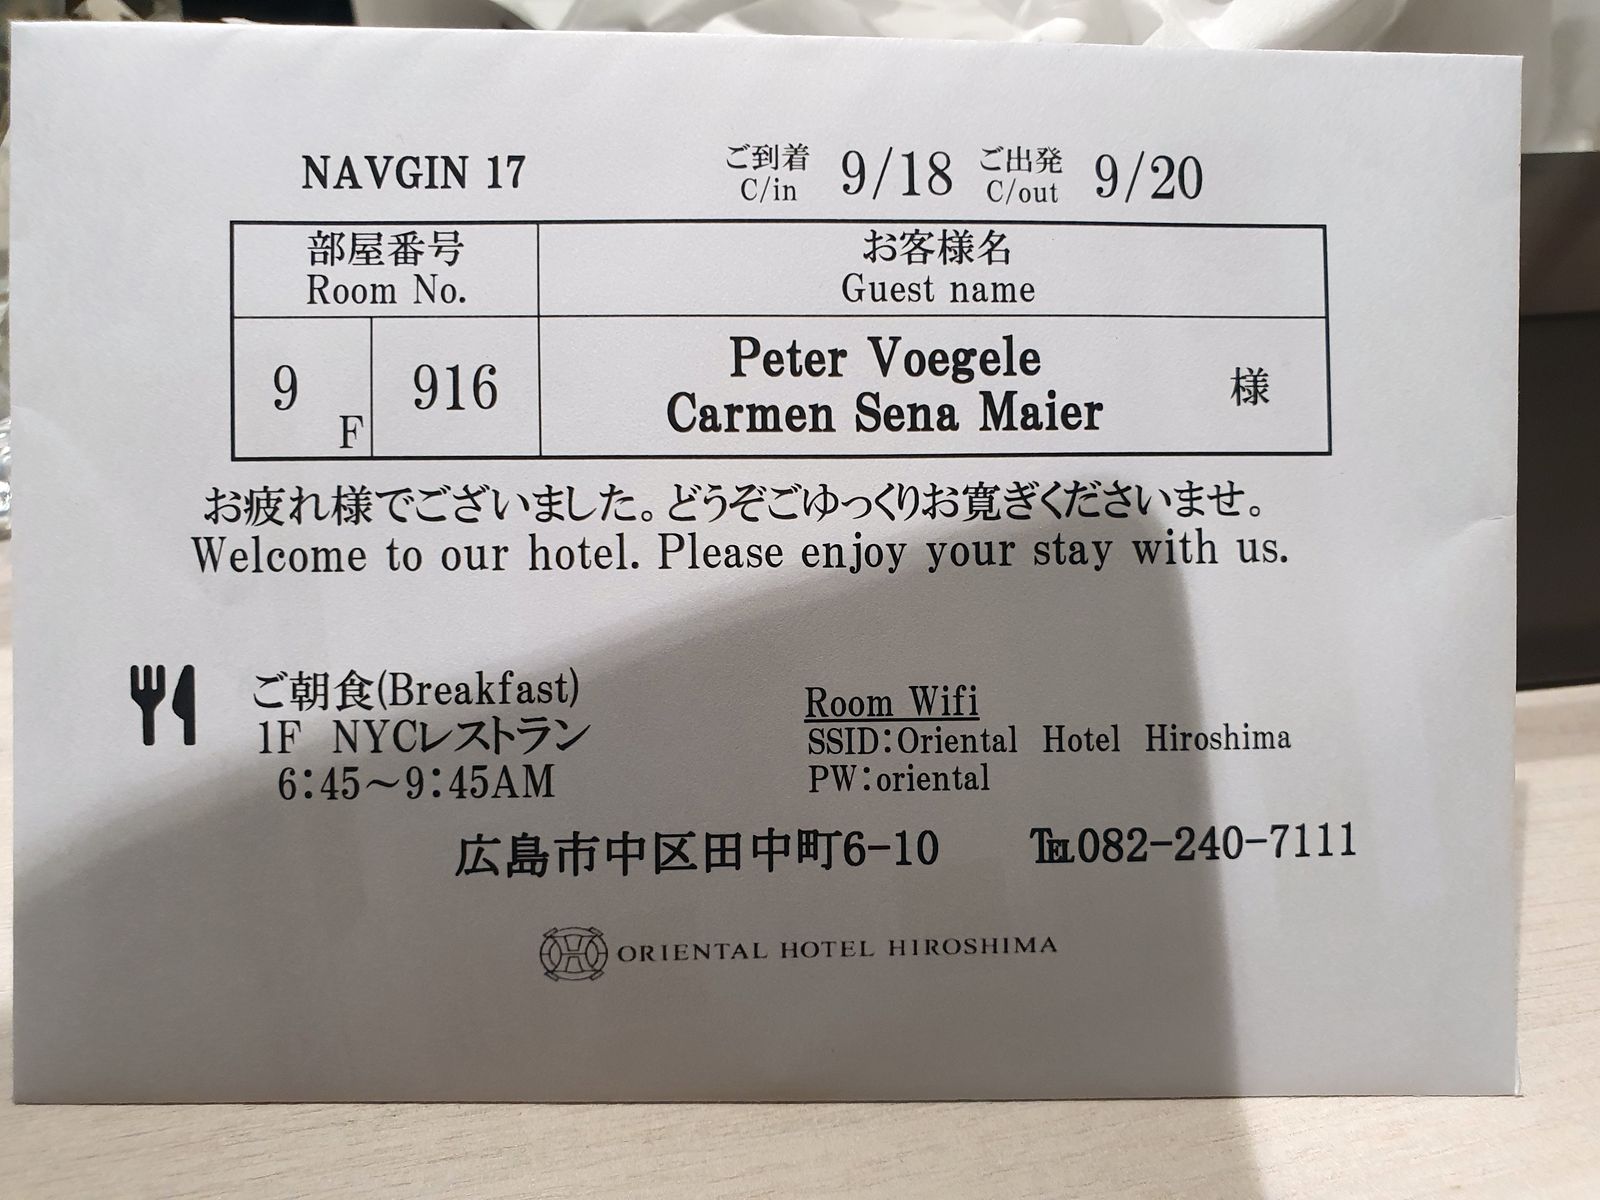 NAVGIN 17 ご到着 C/in 9/18 ご出発 C/out 9/20
部屋番号 お客様名
Room No. Guest name
9 F 916 Peter Voegele 様
Carmen Sena Maier
お疲れ様でございました。どうぞごゆっくりお寛ぎくださいませ。
Welcome to our hotel. Please enjoy your stay with us.
ご朝食(Breakfast)
1F NYCレストラン
6:45～9:45AM
Room Wifi
SSID:Oriental Hotel Hiroshima
PW:oriental
広島市中区田中町6-10 ℡082-240-7111
ORIENTAL HOTEL HIROSHIMA